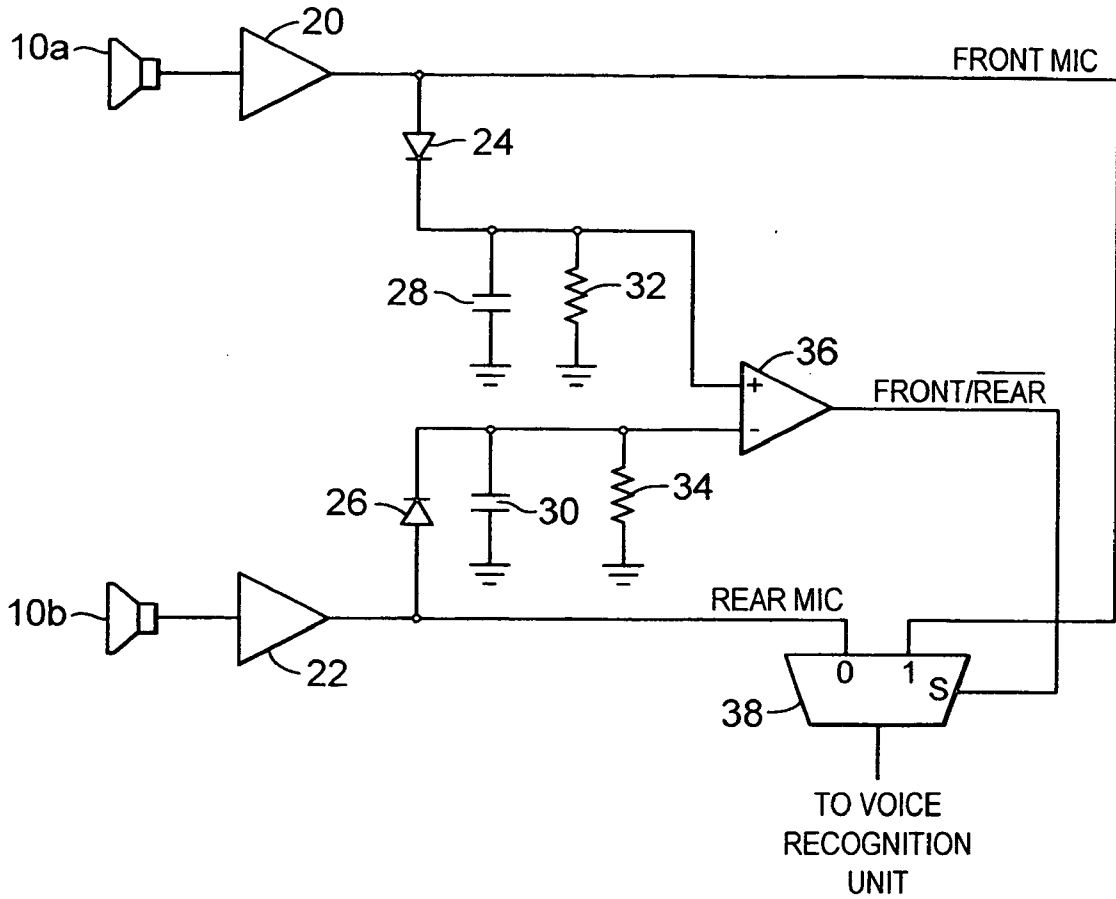 10a
20
FRONT MIC
24
28
32
36
+
-
FRONT/REAR
26
30
34
10b
22
REAR MIC
0
1
S
38
TO VOICE
RECOGNITION
UNIT